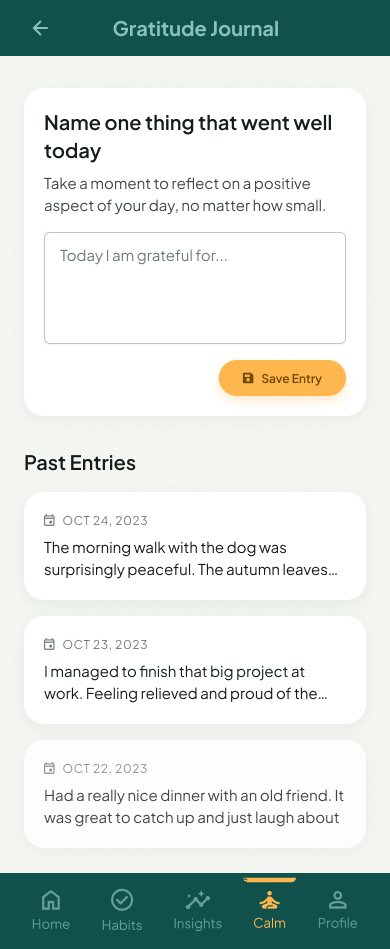 Gratitude Journal
Name one thing that went well
today
Take a moment to reflect on a positive
aspect of your day, no matter how small.
Today I am grateful for...
Save Entry
Past Entries
OCT 24, 2023
The morning walk with the dog was
surprisingly peaceful. The autumn leaves...
OCT 23, 2023
I managed to finish that big project at
work. Feeling relieved and proud of the...
OCT 22, 2023
Had a really nice dinner with an old friend. It
was great to catch up and just laugh about
Home
Habits
Insights
Calm
Profile